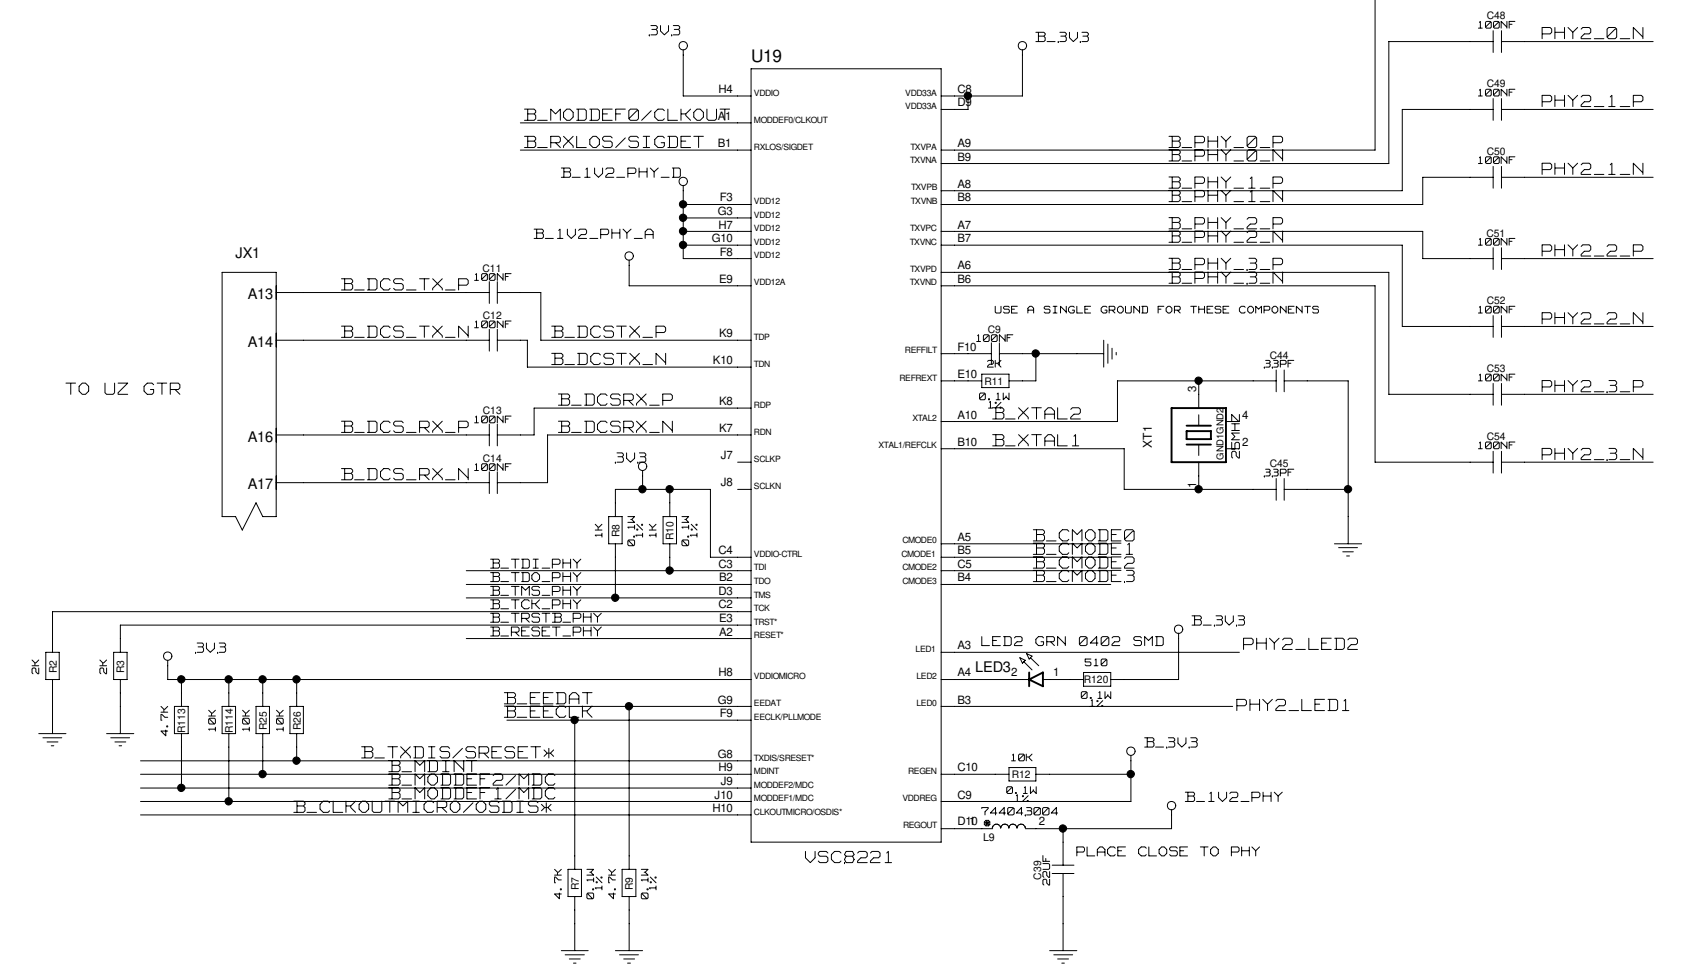 3V3
U19
B_3V3
H4 VDDIO
VDD33A C8
VDD33A D9
B_MODDEF0/CLKOUT A1 MODDEF0/CLKOUT
B_RXLOS/SIGDET B1 RXLOS/SIGDET
TXVPA A9 B_PHY_0_P
TXVNA B9 B_PHY_0_N
B_1V2_PHY_D
TXVPB A8 B_PHY_1_P
TXVNB B8 B_PHY_1_N
F3 VDD12
G3 VDD12
H7 VDD12
G10 VDD12
F8 VDD12
TXVPC A7 B_PHY_2_P
TXVNC B7 B_PHY_2_N
B_1V2_PHY_A
E9 VDD12A
TXVPD A6 B_PHY_3_P
TXVND B6 B_PHY_3_N
C48
100NF PHY2_0_N
C49
100NF PHY2_1_P
C50
100NF PHY2_1_N
C51
100NF PHY2_2_P
C52
100NF PHY2_2_N
C53
100NF PHY2_3_P
C54
100NF PHY2_3_N
JX1
TO UZ GTR
A13 B_DCS_TX_P C11 100NF
A14 B_DCS_TX_N C12 100NF
B_DCSTX_P K9 TDP
B_DCSTX_N K10 TDN
A16 B_DCS_RX_P C13 100NF
A17 B_DCS_RX_N C14 100NF
B_DCSRX_P K8 RDP
B_DCSRX_N K7 RDN
J7 SCLKP
J8 SCLKN
USE A SINGLE GROUND FOR THESE COMPONENTS
REFFILT F10 C9 100NF
REFREXT E10 2K R11 0.1W 1%
XTAL2 A10 B_XTAL2
XTAL1/REFCLK B10 B_XTAL1
C44
33PF
XT1 3 GND1 GND2 4 2 1 25MHZ
C45
33PF
3V3
1K R8 0.1W 1%
1K R10 0.1W 1%
C4 VDDIO-CTRL
B_TDI_PHY C3 TDI
B_TDO_PHY B2 TDO
B_TMS_PHY D3 TMS
B_TCK_PHY C2 TCK
B_TRSTB_PHY E3 TRST*
B_RESET_PHY A2 RESET*
CMODE0 A5 B_CMODE0
CMODE1 B5 B_CMODE1
CMODE2 C5 B_CMODE2
CMODE3 B4 B_CMODE3
2K R2
2K R3
3V3
H8 VDDIOMICRO
4.7K R113
10K R114
10K R25
10K R26
B_EEDAT G9 EEDAT
B_EECLK F9 EECLK/PLLMODE
B_3V3
LED1 A3 LED2 GRN 0402 SMD PHY2_LED2
LED2 A4 LED3 2 1 510 R120 0.1W 1%
LED0 B3 PHY2_LED1
B_TXDIS/SRESET* G8 TXDIS/SRESET*
B_MDINT H9 MDINT
B_MODDEF2/MDC J9 MODDEF2/MDC
B_MODDEF1/MDC J10 MODDEF1/MDC
B_CLKOUTMICRO/OSDIS* H10 CLKOUTMICRO/OSDIS*
B_3V3
REGEN C10 10K R12 0.1W 1%
VDDREG C9
B_1V2_PHY
REGOUT D10 744043004 L9 2
PLACE CLOSE TO PHY
C39 22UF
VSC8221
4.7K R7 0.1W 1%
4.7K R9 0.1W 1%